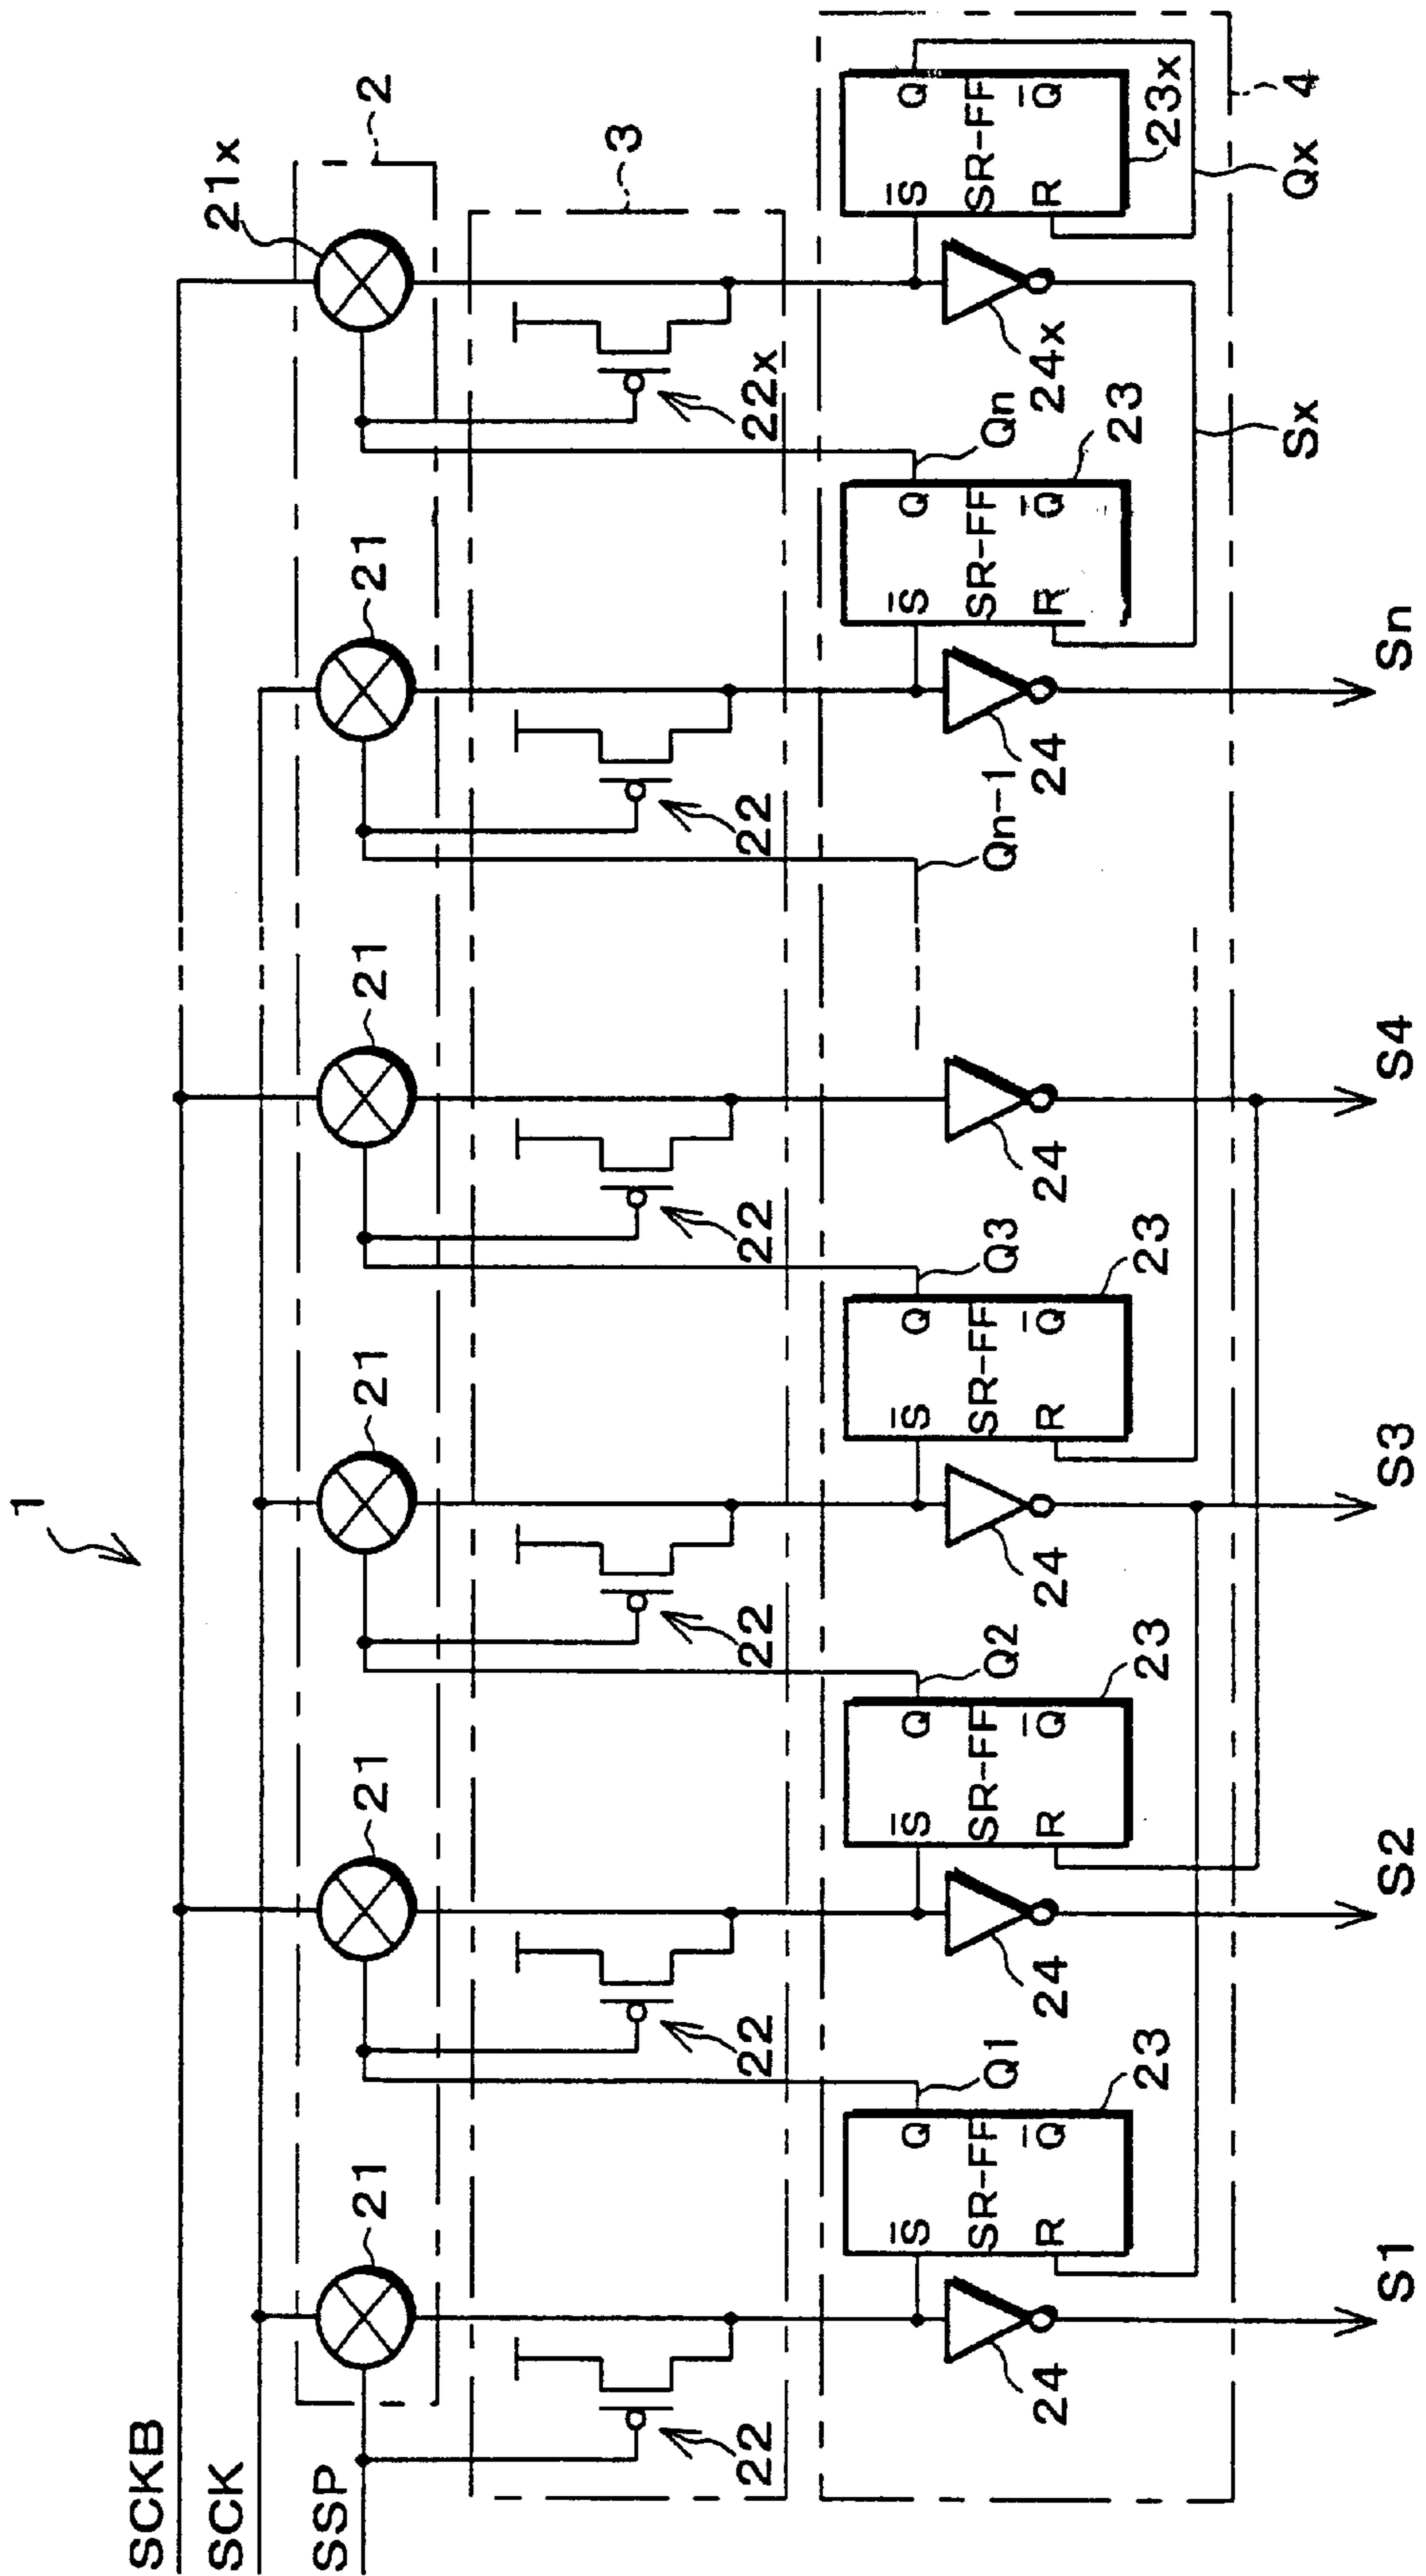 1
SCKB
SCK
SSP
21
21
21
21
21
21x
2
22
22
22
22
22
22x
3
S̅
Q
SR-FF
R
Q̅
23
Q1
S̅
Q
SR-FF
R
Q̅
23
Q2
S̅
Q
SR-FF
R
Q̅
23
Q3
Qn-1
S̅
Q
SR-FF
R
Q̅
23
Qn
S̅
Q
SR-FF
R
Q̅
23x
24
24
24
24
24
24x
4
Qx
Sx
S1
S2
S3
S4
Sn